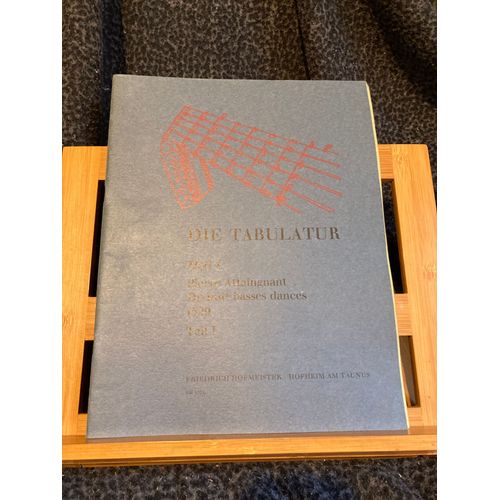 DIE TABULATUR
Pierre Attaingnant
basses dances
1529
Teil I
FRIEDRICH HOFMEISTER · HOFHEIM AM TAUNUS